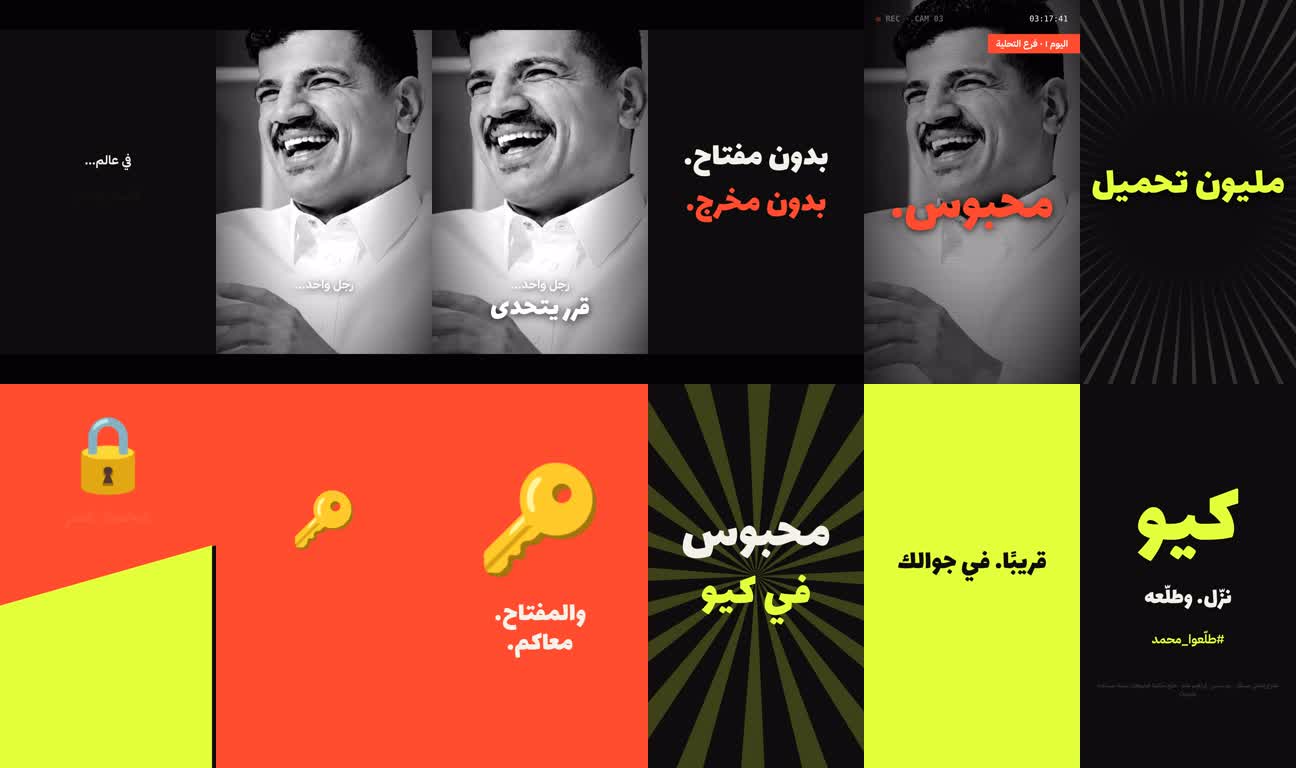 في عالم...
رجل واحد...
رجل واحد...
قرر يتحدى
بدون مفتاح.
بدون مخرج.
REC · CAM 03
03:17:41
اليوم ١ · فرع التحلية
محبوس.
مليون تحميل
والمفتاح.
معاكم.
محبوس
في كيو
قريبًا. في جوالك
كيو
نزّل. وطلّعه
#طلّعوا_محمد